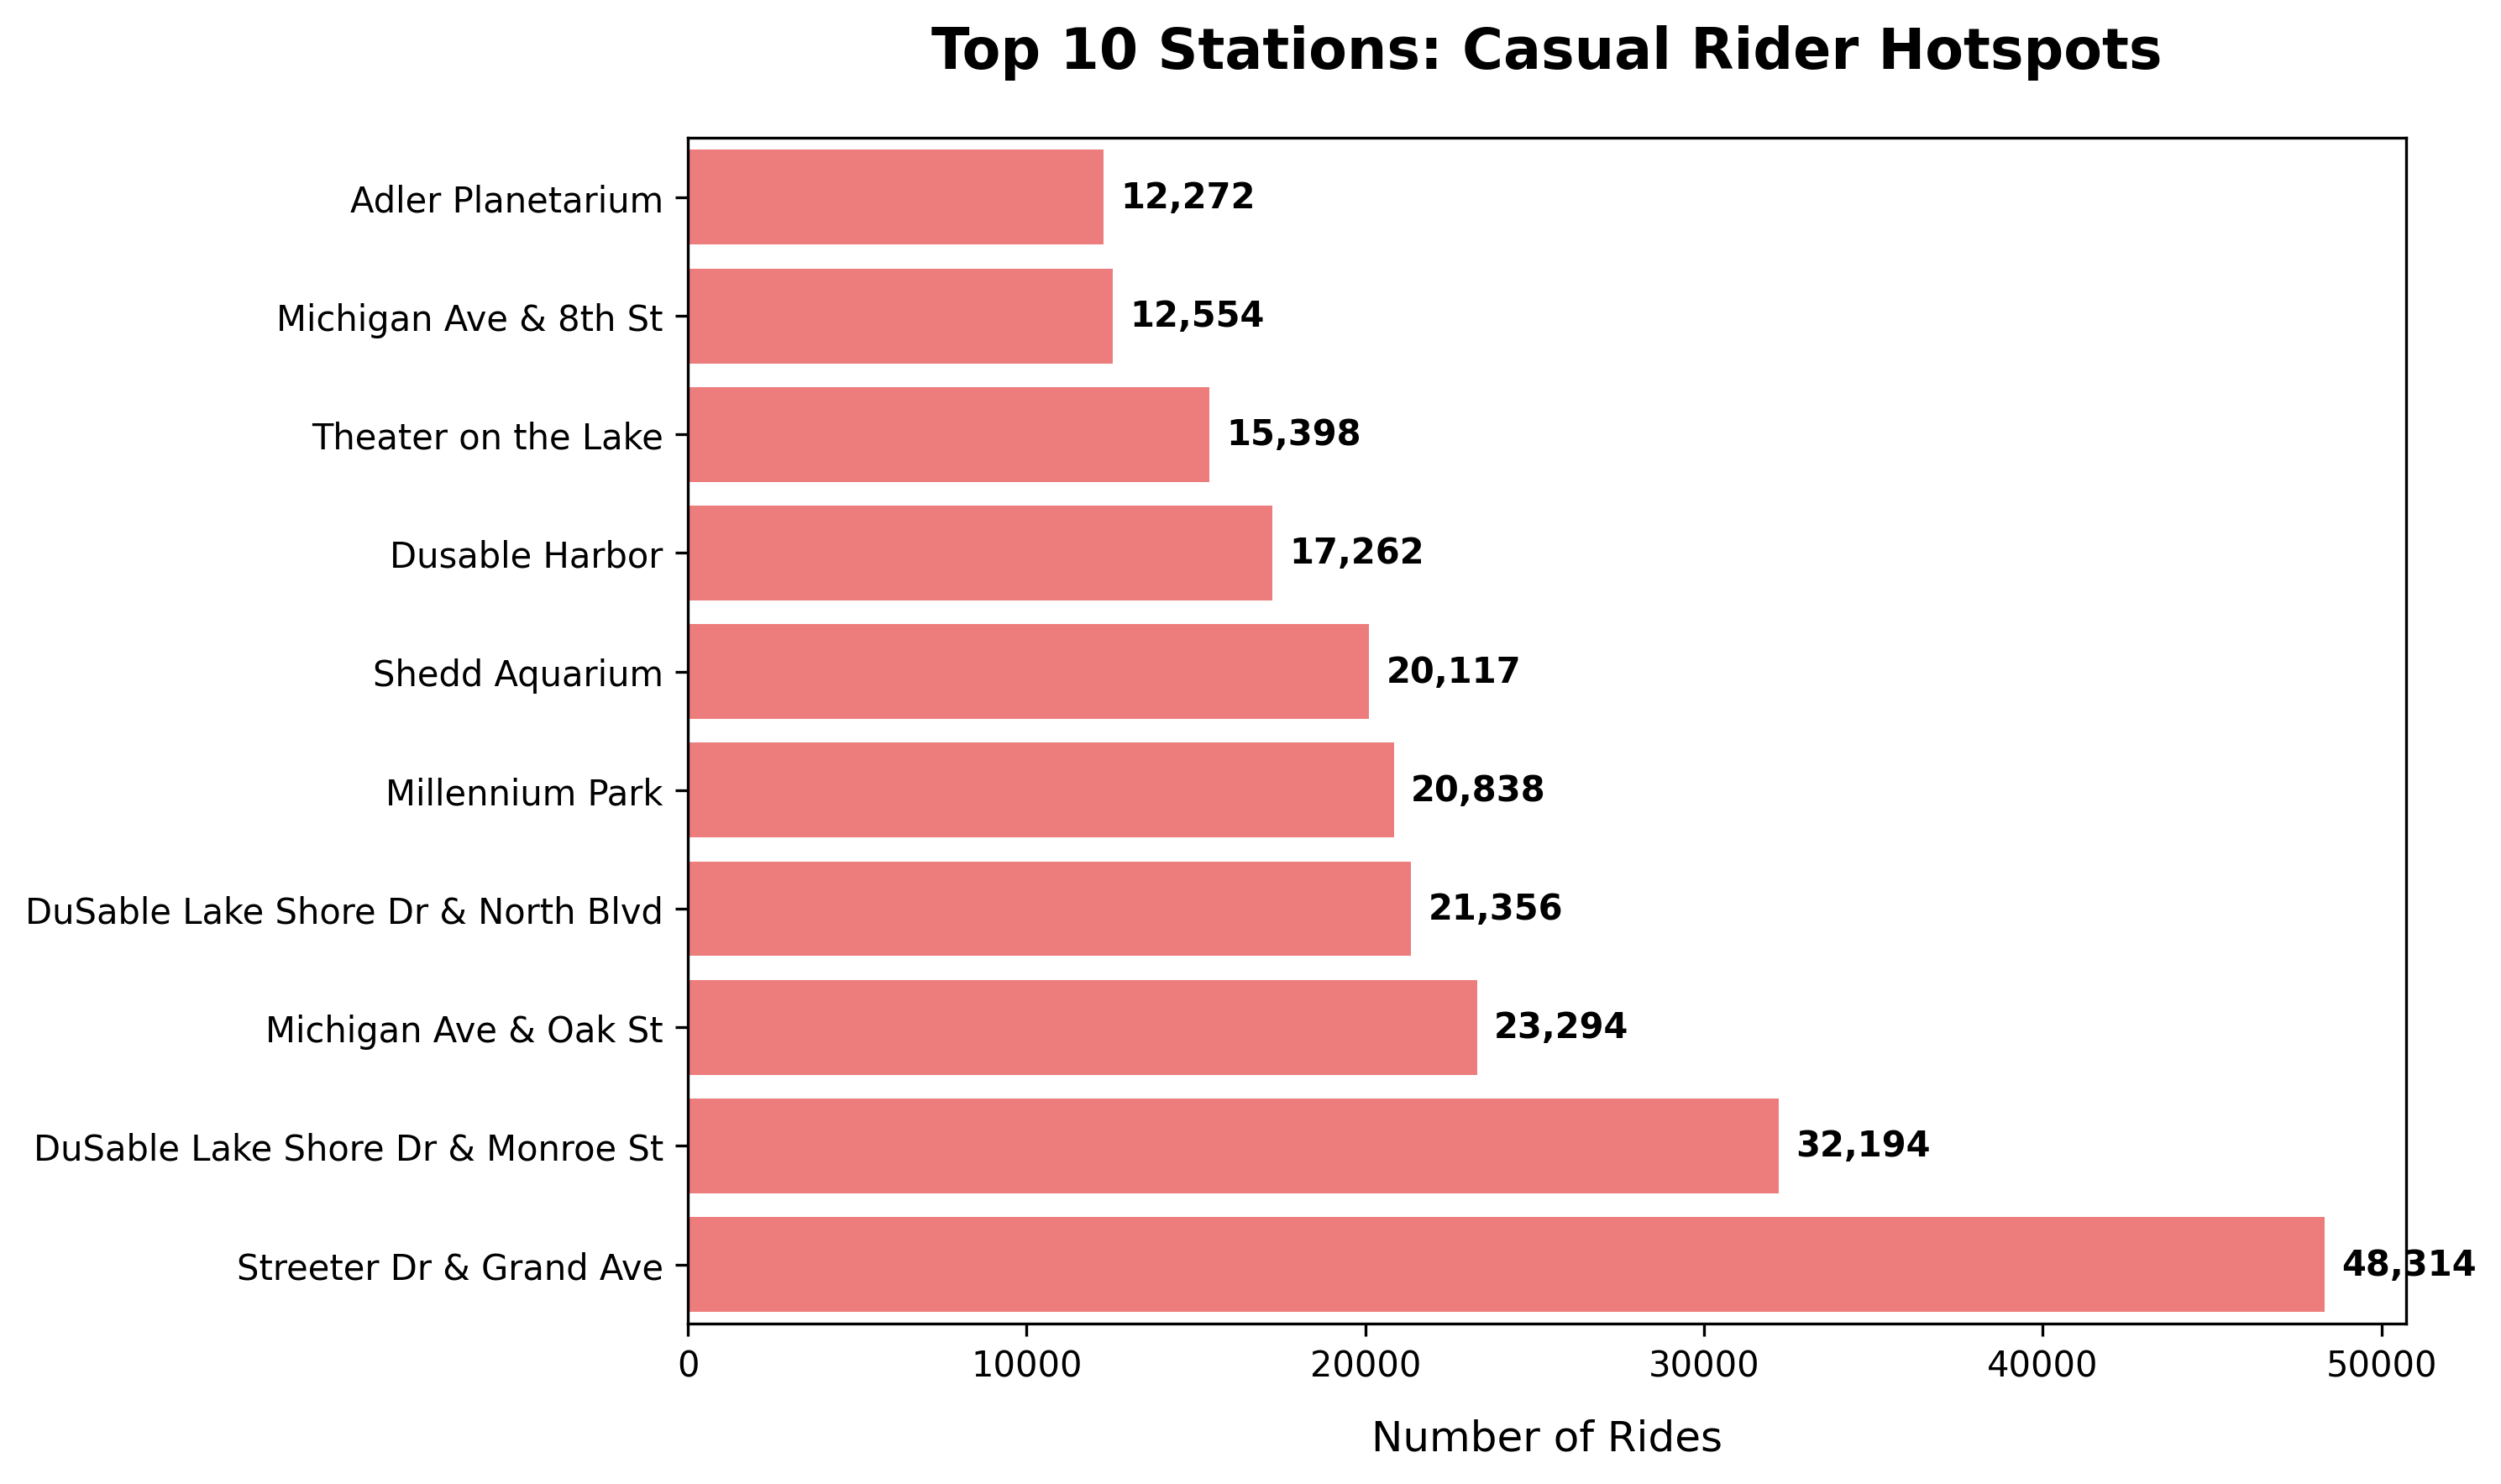 Top 10 Stations: Casual Rider Hotspots
Adler Planetarium 12,272
Michigan Ave & 8th St 12,554
Theater on the Lake 15,398
Dusable Harbor 17,262
Shedd Aquarium 20,117
Millennium Park 20,838
DuSable Lake Shore Dr & North Blvd 21,356
Michigan Ave & Oak St 23,294
DuSable Lake Shore Dr & Monroe St 32,194
Streeter Dr & Grand Ave 48,314
0 10000 20000 30000 40000 50000
Number of Rides